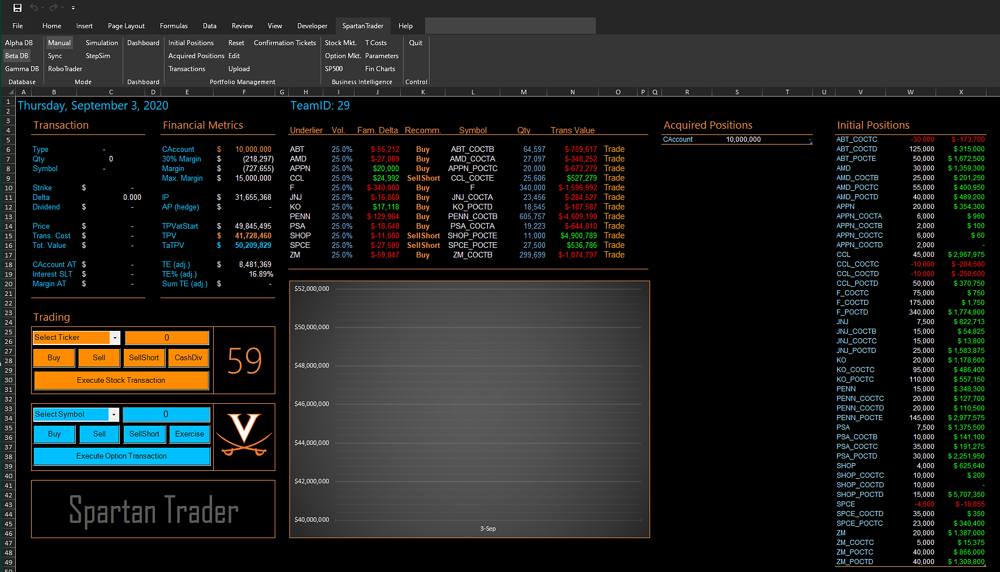 File Home Insert Page Layout Formulas Data Review View Developer SpartanTrader Help
Alpha DB Manual Simulation Dashboard Initial Positions Reset Confirmation Tickets Stock Mkt. T Costs Quit
Beta DB Sync StepSim Acquired Positions Edit Option Mkt. Parameters
Gamma DB RoboTrader Transactions Upload SP500 Fin Charts
Database Mode Dashboard Portfolio Management Business Intelligence Control
A B C D E F G H I J K L M N O P Q R S T U V W X
Thursday, September 3, 2020
TeamID: 29
Transaction
Type -
Qty 0
Symbol -
Strike $ -
Delta 0.000
Dividend $ -
Price $ -
Trans. Cost $ -
Tot. Value $ -
CAccount AT $ -
Interest SLT $ -
Margin AT $ -
Financial Metrics
CAccount $ 10,000,000
30% Margin $ (218,297)
Margin $ (727,655)
Max. Margin $ 15,000,000
IP $ 31,655,368
AP (hedge) $ -
TPVatStart $ 49,845,495
TPV $ 41,728,460
TaTPV $ 50,209,829
TE (adj.) $ 8,481,369
TE% (adj.) 16.89%
Sum TE (adj.) $ -
Underlier Vol. Fam. Delta Recomm. Symbol Qty Trans Value
ABT 25.0% $-55,212 Buy ABT_COCTB 64,597 $-759,617 Trade
AMD 25.0% $-27,089 Buy AMD_COCTA 27,097 $-348,252 Trade
APPN 25.0% $20,000 Buy APPN_POCTC 20,000 $-673,279 Trade
CCL 25.0% $24,992 SellShort CCL_COCTE 25,606 $527,279 Trade
F 25.0% $-340,000 Buy F 340,000 $-1,596,992 Trade
JNJ 25.0% $-16,869 Buy JNJ_COCTA 23,456 $-284,527 Trade
KO 25.0% $17,118 Buy KO_POCTD 18,545 $-187,587 Trade
PENN 25.0% $-129,964 Buy PENN_COCTB 605,757 $-4,609,190 Trade
PSA 25.0% $-18,648 Buy PSA_COCTA 19,223 $-644,810 Trade
SHOP 25.0% $-11,000 SellShort SHOP_POCTE 11,000 $4,900,789 Trade
SPCE 25.0% $-27,500 SellShort SPCE_POCTE 27,500 $536,786 Trade
ZM 25.0% $-59,847 Buy ZM_COCTB 299,699 $-1,874,797 Trade
Acquired Positions
CAccount 10,000,000 -
Initial Positions
ABT_COCTC -30,000 $ -173,700
ABT_COCTD 125,000 $ 315,000
ABT_POCTE 50,000 $ 1,672,500
AMD 30,000 $ 1,359,300
AMD_COCTB 25,000 $ 201,250
AMD_POCTC 55,000 $ 400,950
AMD_POCTD 40,000 $ 489,200
APPN 20,000 $ 354,300
APPN_COCTA 6,000 $ 960
APPN_COCTB 2,000 $ 100
APPN_COCTC 6,000 $ 60
APPN_COCTD 2,000 -
CCL 45,000 $ 2,967,975
CCL_COCTC -10,000 $ -284,500
CCL_COCTD -10,000 $ -250,600
CCL_POCTD 50,000 $ 370,750
F_COCTC 75,000 $ 750
F_COCTD 175,000 $ 1,750
F_POCTD 340,000 $ 1,774,800
JNJ 7,500 $ 822,713
JNJ_COCTB 15,000 $ 54,825
JNJ_COCTC 15,000 $ 13,800
JNJ_POCTD 25,000 $ 1,583,875
KO 20,000 $ 1,178,600
KO_COCTC 95,000 $ 486,400
KO_POCTC 110,000 $ 557,150
PENN 15,000 $ 348,300
PENN_COCTC 20,000 $ 127,700
PENN_COCTD 20,000 $ 110,500
PENN_POCTE 145,000 $ 2,977,575
PSA 7,500 $ 1,375,500
PSA_COCTB 10,000 $ 141,100
PSA_COCTC 35,000 $ 191,275
PSA_POCTD 30,000 $ 2,251,950
SHOP 4,000 $ 625,640
SHOP_COCTC 10,000 $ 200
SHOP_COCTD 10,000 -
SHOP_POCTD 15,000 $ 5,707,350
SPCE -4,500 $ -18,855
SPCE_COCTD 35,000 $ 350
SPCE_POCTC 23,000 $ 340,400
ZM 20,000 $ 1,387,000
ZM_COCTC 5,000 $ 15,375
ZM_POCTC 40,000 $ 866,000
ZM_POCTD 40,000 $ 1,309,800
Trading
Select Ticker 0
Buy Sell SellShort CashDiv
Execute Stock Transaction
59
Select Symbol 0
Buy Sell SellShort Exercise
Execute Option Transaction
V
Spartan Trader
$52,000,000
$50,000,000
$48,000,000
$46,000,000
$44,000,000
$42,000,000
$40,000,000
3-Sep
1
2
3
4
5
6
7
8
9
10
11
12
13
14
15
16
17
18
19
20
21
22
23
24
25
26
27
28
29
30
31
32
33
34
35
36
37
38
39
40
41
42
43
44
45
46
47
48
49
50